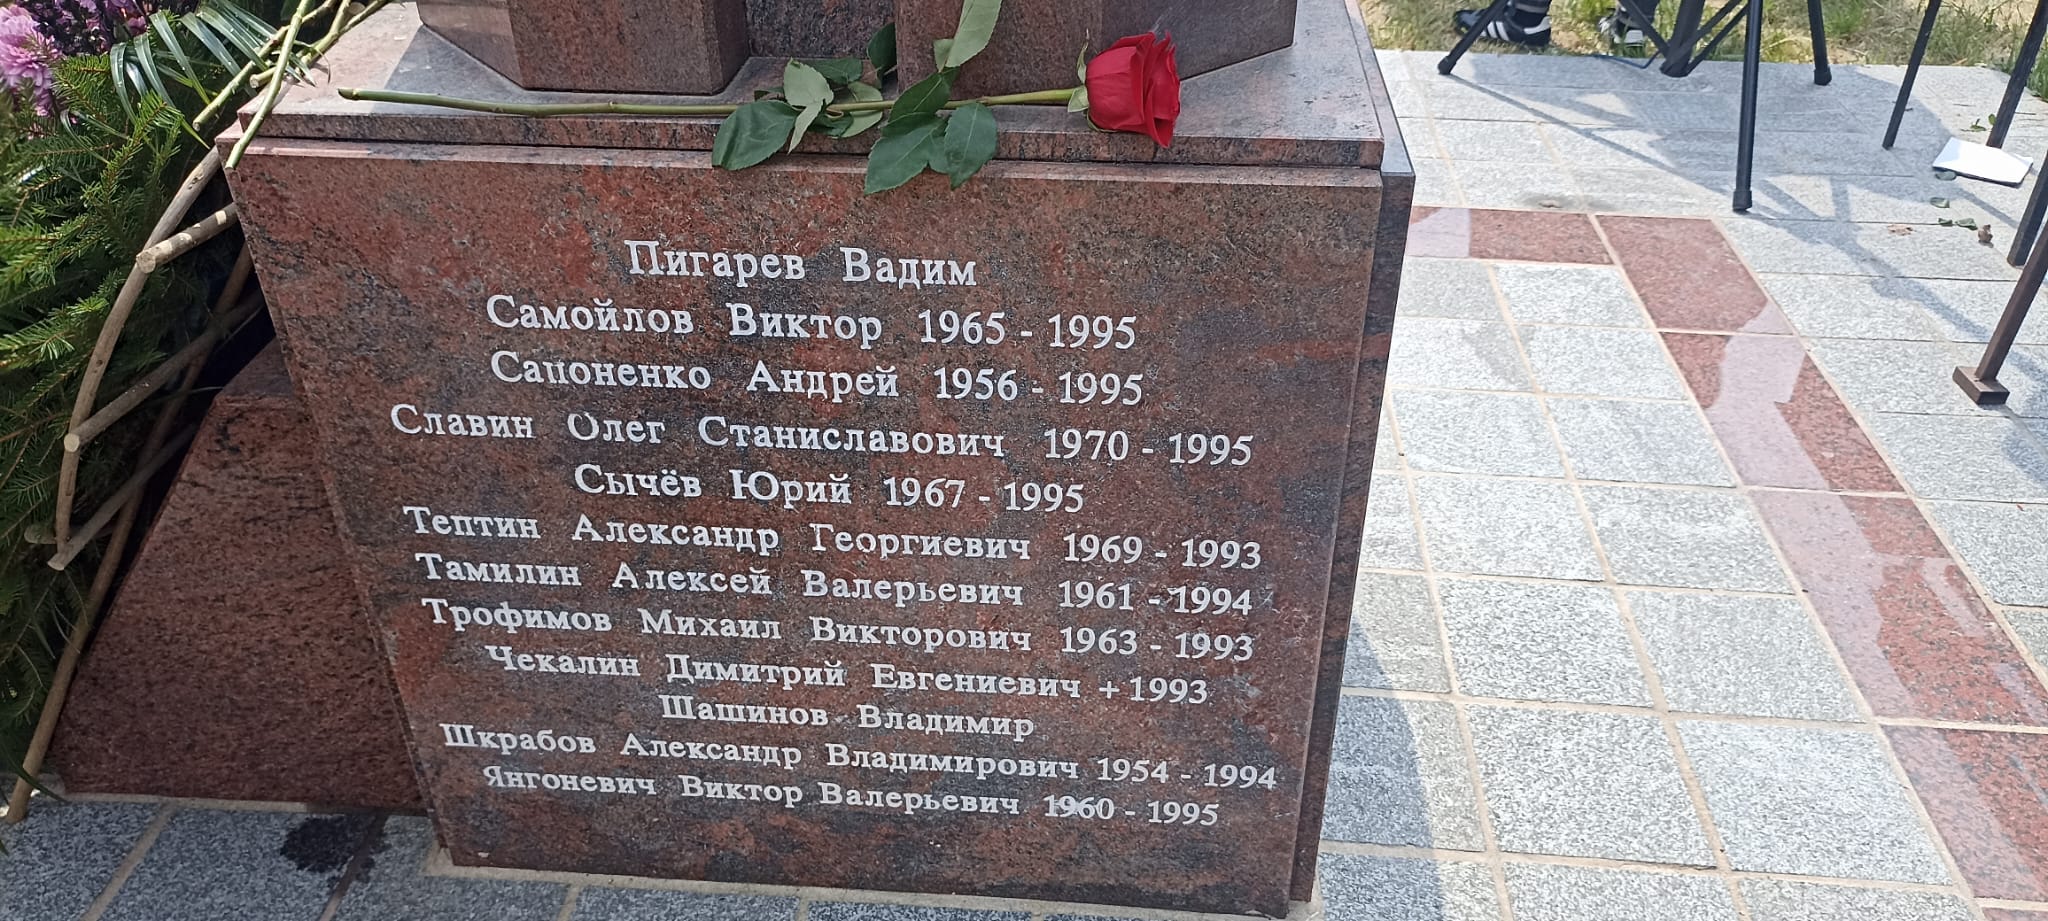 Пигарев Вадим
Самойлов Виктор 1965 - 1995
Сапоненко Андрей 1956 - 1995
Славин Олег Станиславович 1970 - 1995
Сычёв Юрий 1967 - 1995
Тептин Александр Георгиевич 1969 - 1993
Тамилин Алексей Валерьевич 1961 - 1994
Трофимов Михаил Викторович 1963 - 1993
Чекалин Димитрий Евгениевич + 1993
Шашинов Владимир
Шкрабов Александр Владимирович 1954 - 1994
Янгоневич Виктор Валерьевич 1960 - 1995